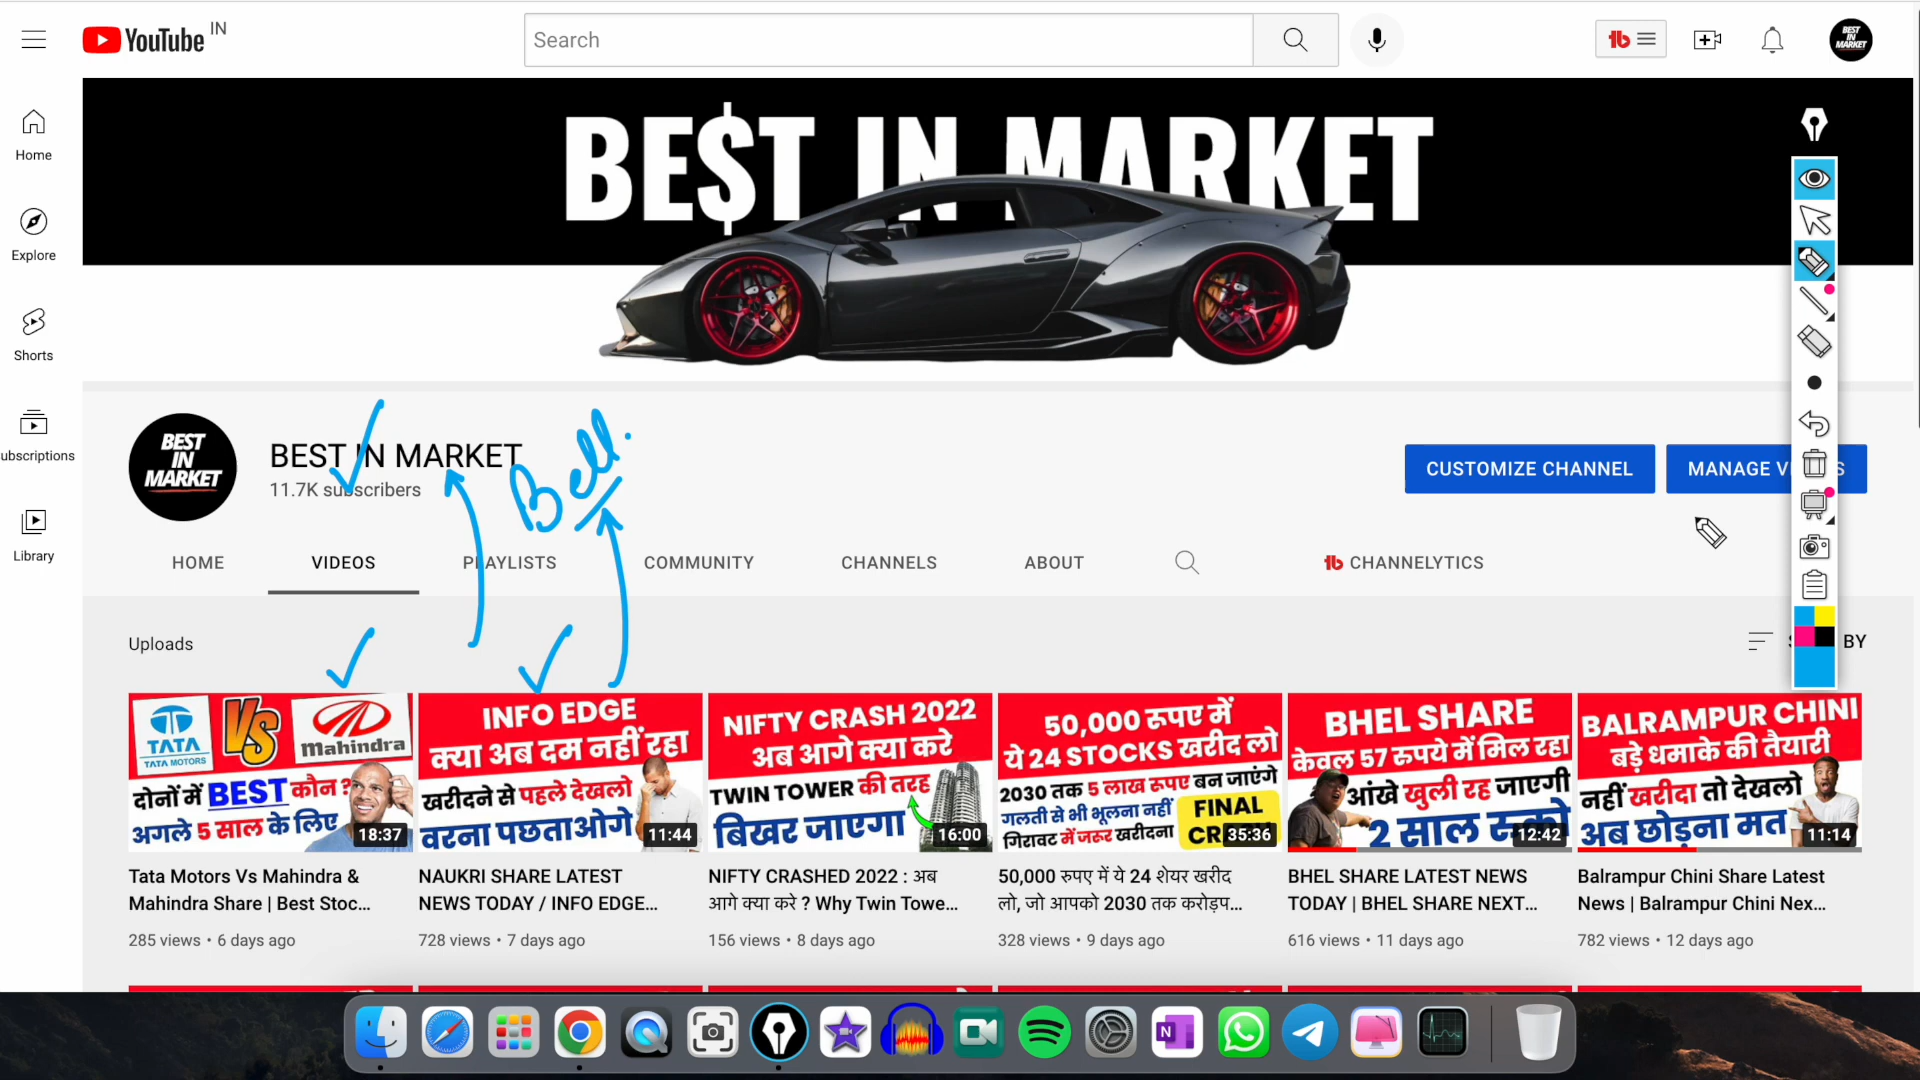 YouTube IN
Search
BE$T IN MARKET
Home
Explore
Shorts
ubscriptions
Library
BEST
IN
MARKET
BEST IN MARKET
11.7K subscribers
Bell.
CUSTOMIZE CHANNEL
MANAGE V S
HOME
VIDEOS
PLAYLISTS
COMMUNITY
CHANNELS
ABOUT
CHANNELYTICS
Uploads
BY
TATA
TATA MOTORS
VS
mahindra
दोनों में BEST कौन ?
अगले 5 साल के लिए
18:37
Tata Motors Vs Mahindra &
Mahindra Share | Best Stoc...
285 views • 6 days ago
INFO EDGE
क्या अब दम नहीं रहा
खरीदने से पहले देखलो
वरना पछताओगे
11:44
NAUKRI SHARE LATEST
NEWS TODAY / INFO EDGE...
728 views • 7 days ago
NIFTY CRASH 2022
अब आगे क्या करे
TWIN TOWER की तरह
बिखर जाएगा
16:00
NIFTY CRASHED 2022 : अब
आगे क्या करे ? Why Twin Towe...
156 views • 8 days ago
50,000 रूपए में
ये 24 STOCKS खरीद लो
2030 तक 5 लाख रूपए बन जाएंगे
गलती से भी भूलना नहीं
गिरावट में जरूर खरीदना
FINAL
35:36
50,000 रुपए में ये 24 शेयर खरीद
लो, जो आपको 2030 तक करोड़प...
328 views • 9 days ago
BHEL SHARE
केवल 57 रुपये में मिल रहा
आंखे खुली रह जाएगी
2 साल रुको
12:42
BHEL SHARE LATEST NEWS
TODAY | BHEL SHARE NEXT...
616 views • 11 days ago
BALRAMPUR CHINI
बड़े धमाके की तैयारी
नहीं खरीदा तो देखलो
अब छोड़ना मत
11:14
Balrampur Chini Share Latest
News | Balrampur Chini Nex...
782 views • 12 days ago